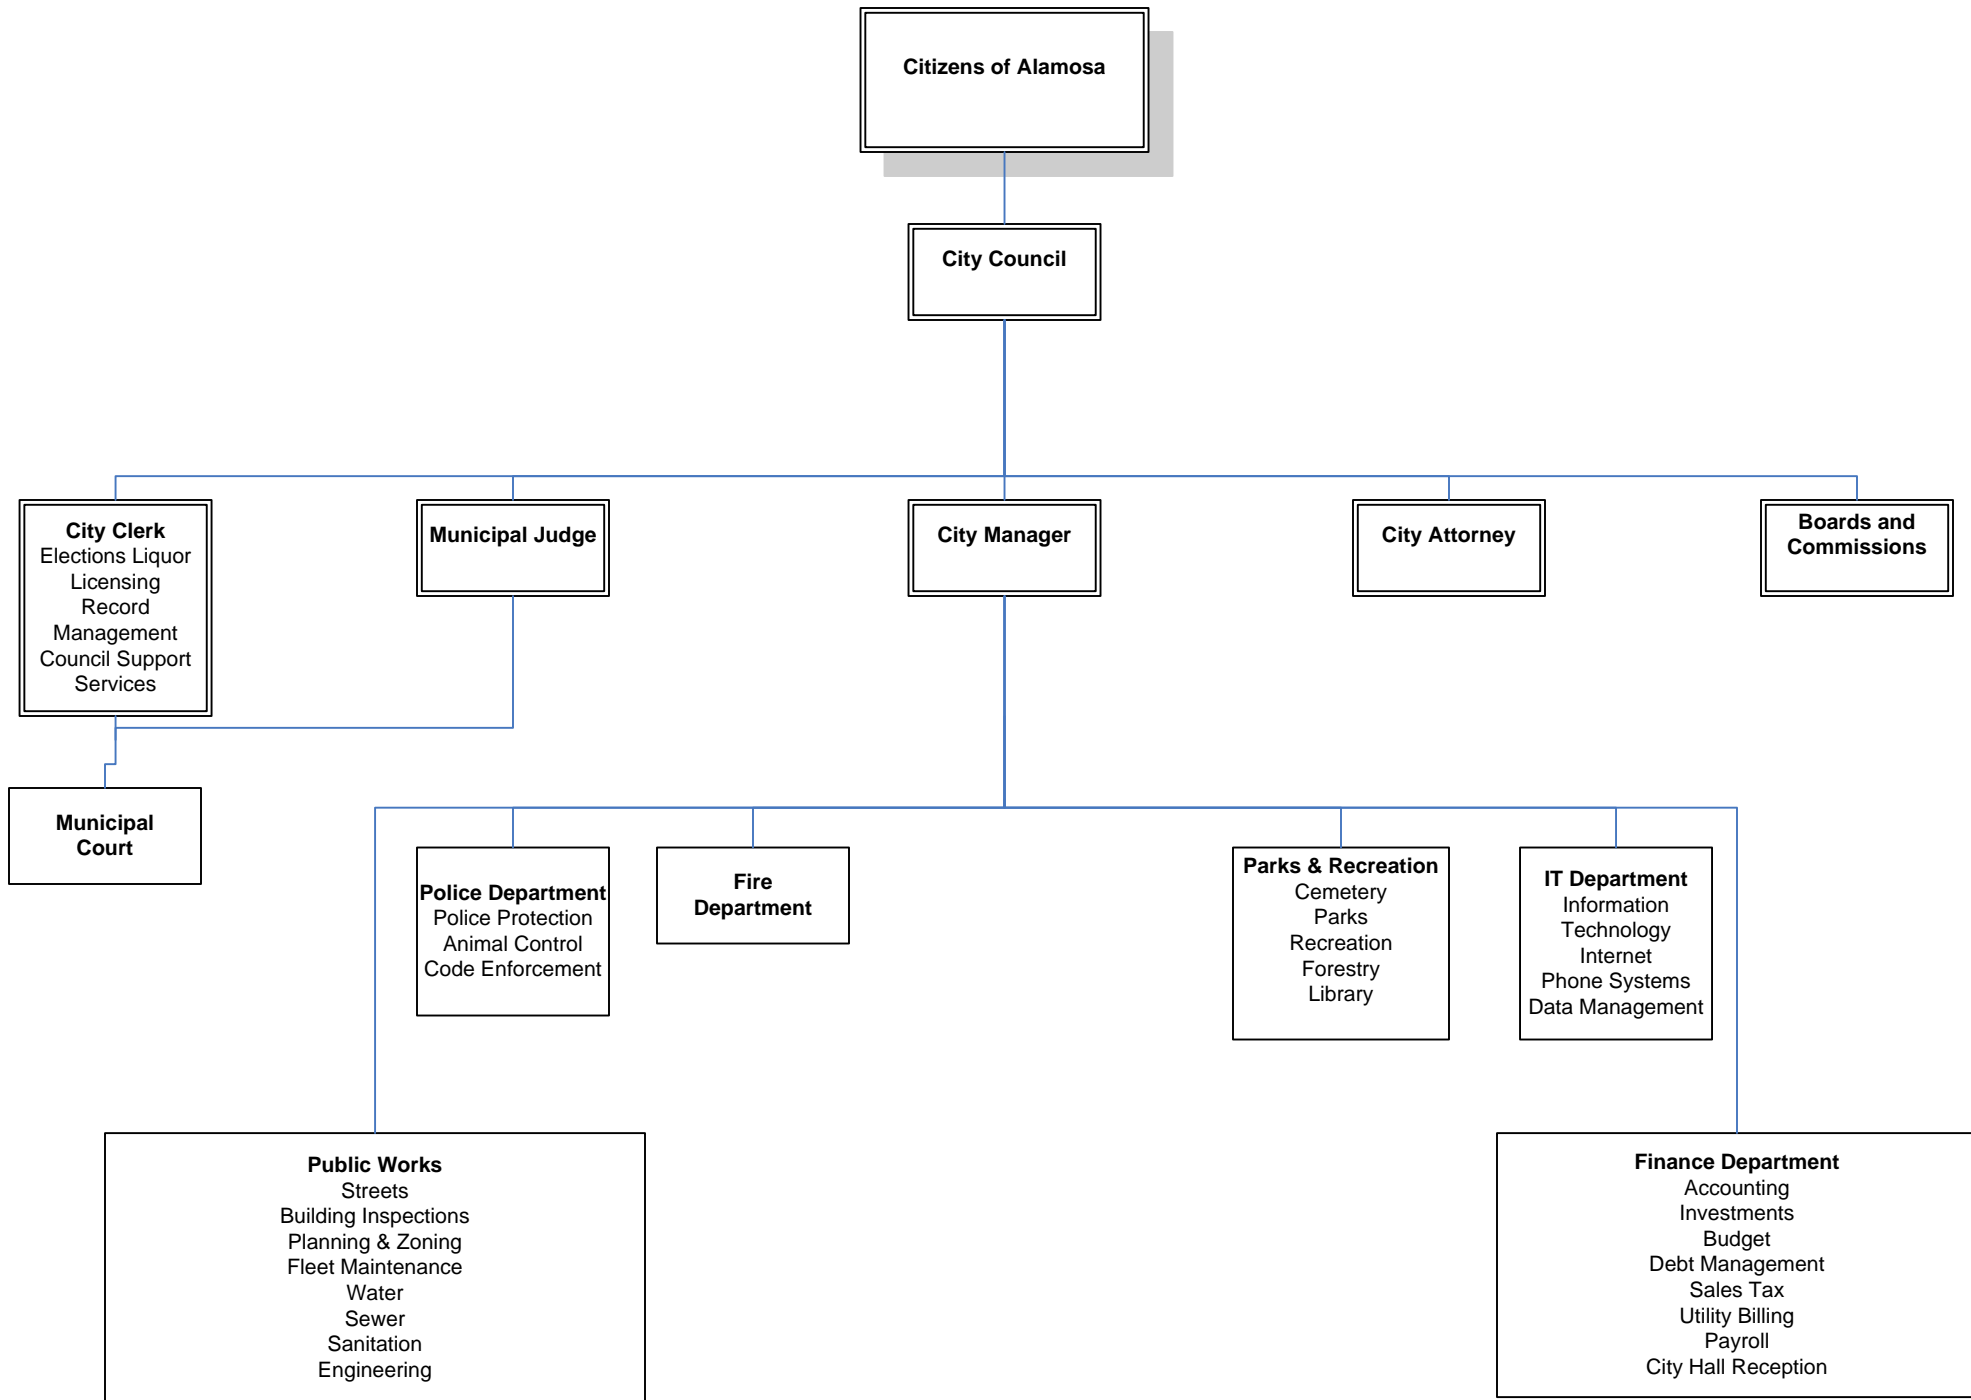 Citizens of Alamosa
City Council
City Clerk
Elections Liquor
Licensing
Record
Management
Council Support
Services
Municipal Judge
City Manager
City Attorney
Boards and
Commissions
Municipal
Court
Police Department
Police Protection
Animal Control
Code Enforcement
Fire
Department
Parks & Recreation
Cemetery
Parks
Recreation
Forestry
Library
IT Department
Information
Technology
Internet
Phone Systems
Data Management
Public Works
Streets
Building Inspections
Planning & Zoning
Fleet Maintenance
Water
Sewer
Sanitation
Engineering
Finance Department
Accounting
Investments
Budget
Debt Management
Sales Tax
Utility Billing
Payroll
City Hall Reception